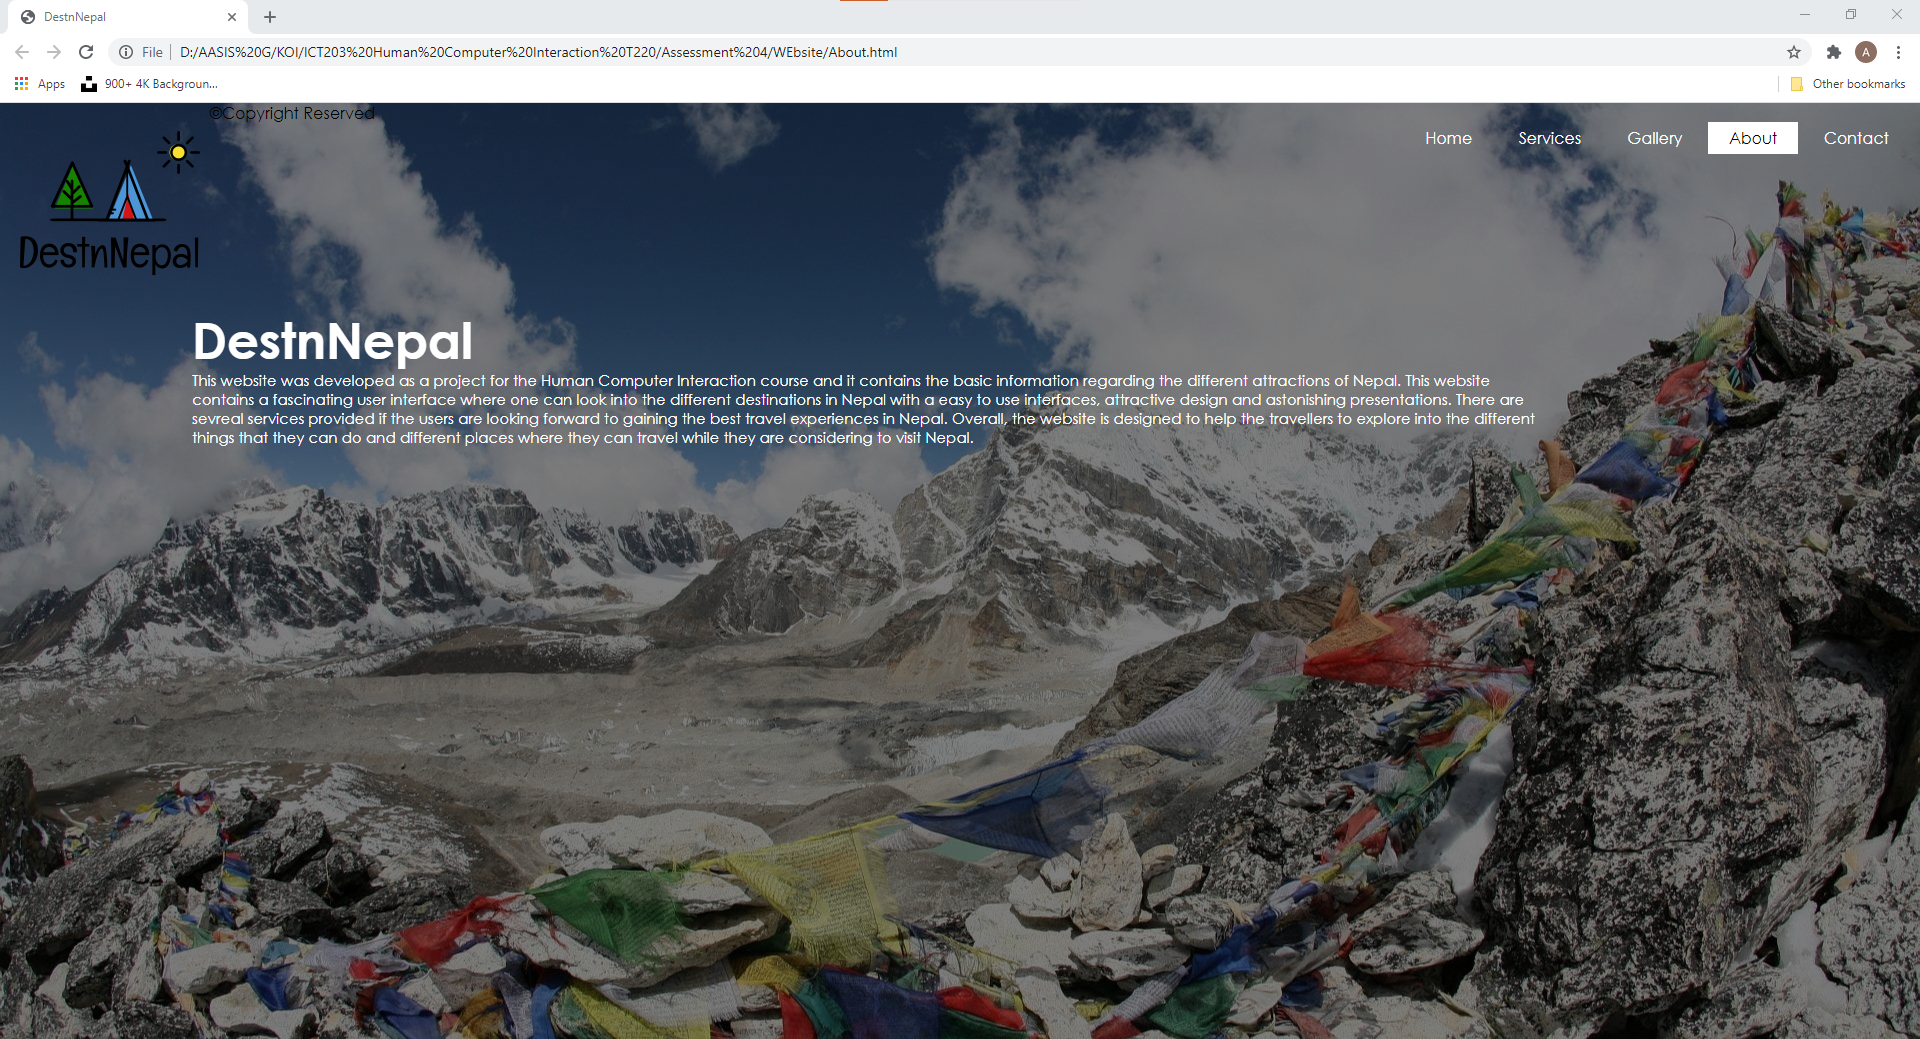 DestnNepal
File D:/AASIS%20G/KOI/ICT203%20Human%20Computer%20Interaction%20T220/Assessment%204/WEbsite/About.html
A
Apps 900+ 4K Backgroun... Other bookmarks
©Copyright Reserved
Home Services Gallery About Contact
DestnNepal
DestnNepal
This website was developed as a project for the Human Computer Interaction course and it contains the basic information regarding the different attractions of Nepal. This website
contains a fascinating user interface where one can look into the different destinations in Nepal with a easy to use interfaces, attractive design and astonishing presentations. There are
sevreal services provided if the users are looking forward to gaining the best travel experiences in Nepal. Overall, the website is designed to help the travellers to explore into the different
things that they can do and different places where they can travel while they are considering to visit Nepal.